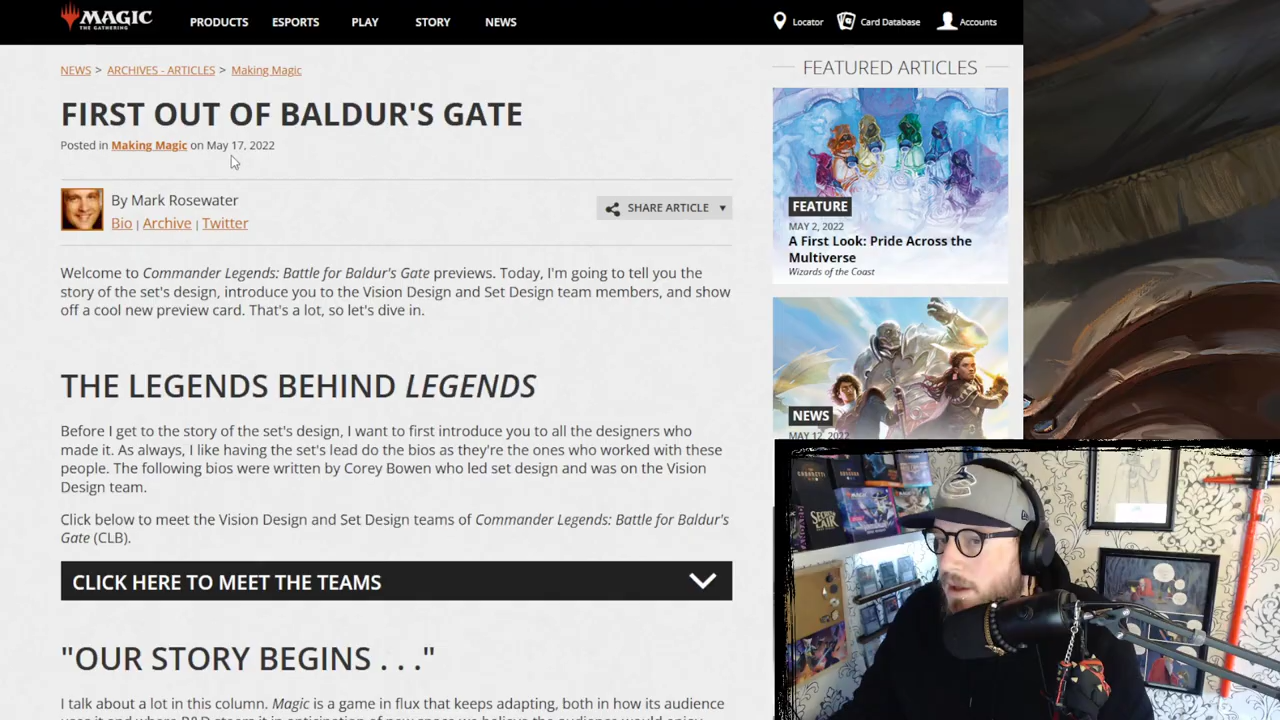 MAGIC
THE GATHERING
PRODUCTS ESPORTS PLAY STORY NEWS
Locator Card Database Accounts
NEWS > ARCHIVES - ARTICLES > Making Magic
FIRST OUT OF BALDUR'S GATE
Posted in Making Magic on May 17, 2022
By Mark Rosewater
Bio | Archive | Twitter
SHARE ARTICLE
Welcome to Commander Legends: Battle for Baldur's Gate previews. Today, I'm going to tell you the
story of the set's design, introduce you to the Vision Design and Set Design team members, and show
off a cool new preview card. That's a lot, so let's dive in.
THE LEGENDS BEHIND LEGENDS
Before I get to the story of the set's design, I want to first introduce you to all the designers who
made it. As always, I like having the set's lead do the bios as they're the ones who worked with these
people. The following bios were written by Corey Bowen who led set design and was on the Vision
Design team.
Click below to meet the Vision Design and Set Design teams of Commander Legends: Battle for Baldur's
Gate (CLB).
CLICK HERE TO MEET THE TEAMS
"OUR STORY BEGINS . . ."
I talk about a lot in this column. Magic is a game in flux that keeps adapting, both in how its audience
FEATURED ARTICLES
FEATURE
MAY 2, 2022
A First Look: Pride Across the
Multiverse
Wizards of the Coast
NEWS
MAY 12, 2022
SECRET
LAIR